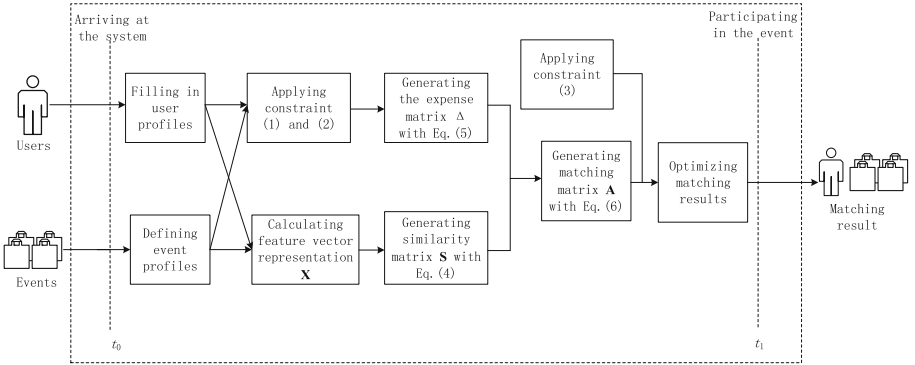 Arriving at
the system
Participating
in the event
Users
Filling in
user
profiles
Applying
constraint
(1) and (2)
Generating
the expense
matrix Δ
with Eq. (5)
Applying
constraint
(3)
Generating
matching
matrix A
with Eq. (6)
Optimizing
matching
results
Matching
result
Events
Defining
event
profiles
Calculating
feature vector
representation
X
Generating
similarity
matrix S with
Eq. (4)
t0
t1